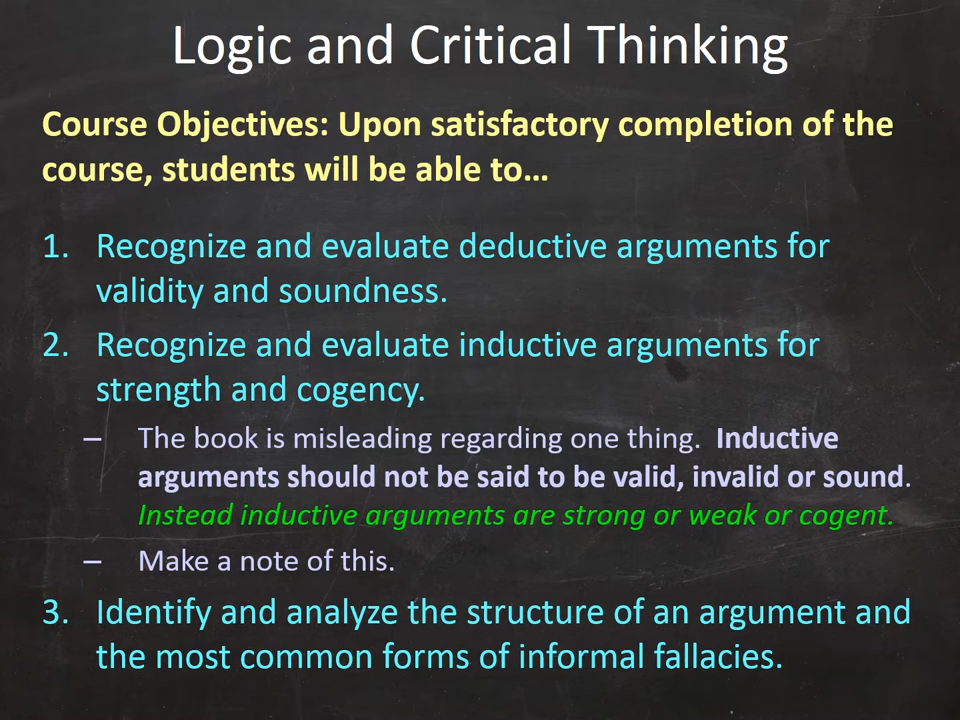 Logic and Critical Thinking
Course Objectives: Upon satisfactory completion of the
course, students will be able to…
1. Recognize and evaluate deductive arguments for
validity and soundness.
2. Recognize and evaluate inductive arguments for
strength and cogency.
– The book is misleading regarding one thing.  Inductive
arguments should not be said to be valid, invalid or sound.
Instead inductive arguments are strong or weak or cogent.
– Make a note of this.
3. Identify and analyze the structure of an argument and
the most common forms of informal fallacies.